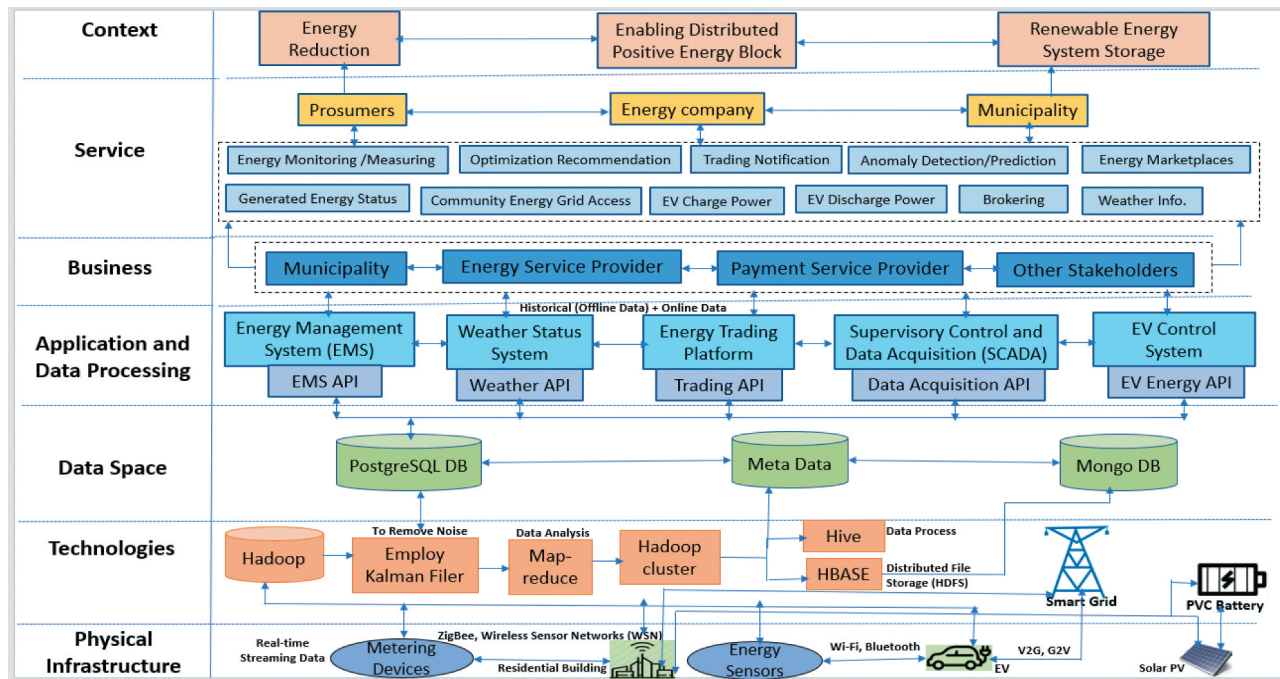 Context
Energy
Reduction
Enabling Distributed
Positive Energy Block
Renewable Energy
System Storage
Service
Prosumers
Energy company
Municipality
Energy Monitoring /Measuring
Optimization Recommendation
Trading Notification
Anomaly Detection/Prediction
Energy Marketplaces
Generated Energy Status
Community Energy Grid Access
EV Charge Power
EV Discharge Power
Brokering
Weather Info.
Business
Municipality
Energy Service Provider
Payment Service Provider
Other Stakeholders
Historical (Offline Data) + Online Data
Application and
Data Processing
Energy Management
System (EMS)
EMS API
Weather Status
System
Weather API
Energy Trading
Platform
Trading API
Supervisory Control and
Data Acquisition (SCADA)
Data Acquisition API
EV Control
System
EV Energy API
Data Space
PostgreSQL DB
Meta Data
Mongo DB
Technologies
Hadoop
To Remove Noise
Employ
Kalman Filer
Data Analysis
Map-
reduce
Hadoop
cluster
Hive
Data Process
HBASE
Distributed File
Storage (HDFS)
Smart Grid
PVC Battery
Physical
Infrastructure
Real-time
Streaming Data
Metering
Devices
ZigBee, Wireless Sensor Networks (WSN)
Residential Building
Energy
Sensors
Wi-Fi, Bluetooth
EV
V2G, G2V
Solar PV